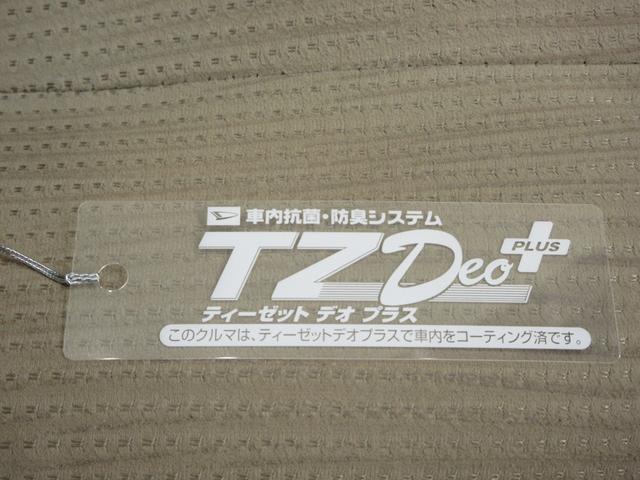 車内抗菌・防臭システム
TZ Deo PLUS
ティーゼット デオ プラス
このクルマは、ティーゼットデオプラスで車内をコーティング済です。